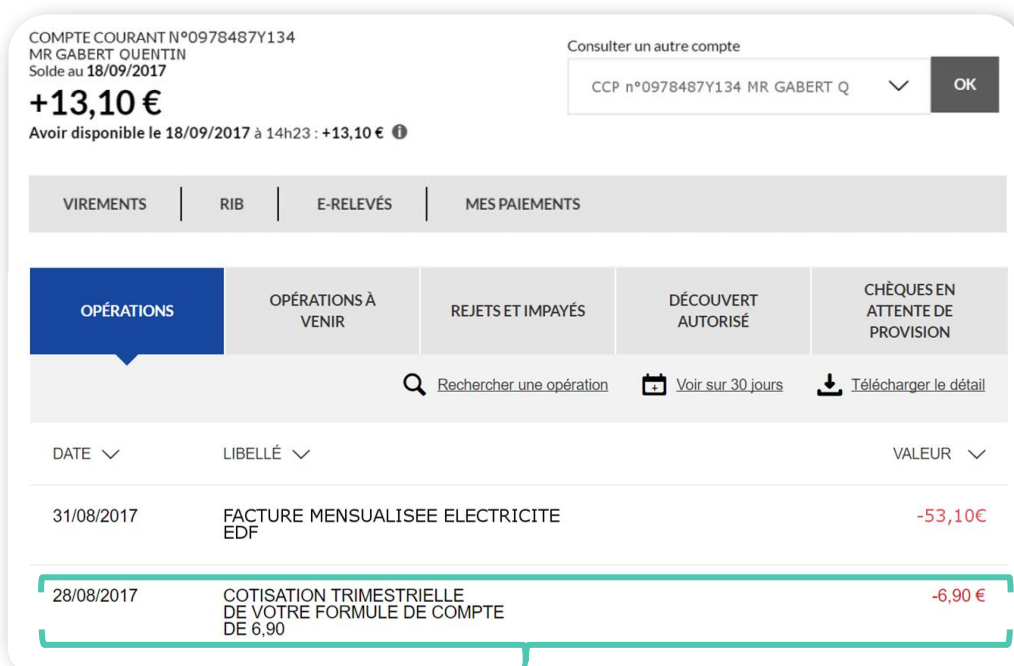 COMPTE COURANT N°0978487Y134
MR GABERT QUENTIN
Solde au 18/09/2017
+13,10 €
Avoir disponible le 18/09/2017 à 14h23 : +13,10 €
Consulter un autre compte
CCP n°0978487Y134 MR GABERT Q
OK
VIREMENTS
RIB
E-RELEVÉS
MES PAIEMENTS
OPÉRATIONS
OPÉRATIONS À
VENIR
REJETS ET IMPAYÉS
DÉCOUVERT
AUTORISÉ
CHÈQUES EN
ATTENTE DE
PROVISION
Rechercher une opération
Voir sur 30 jours
Télécharger le détail
DATE
LIBELLÉ
VALEUR
31/08/2017
FACTURE MENSUALISEE ELECTRICITE
EDF
-53,10€
28/08/2017
COTISATION TRIMESTRIELLE
DE VOTRE FORMULE DE COMPTE
DE 6,90
-6,90 €